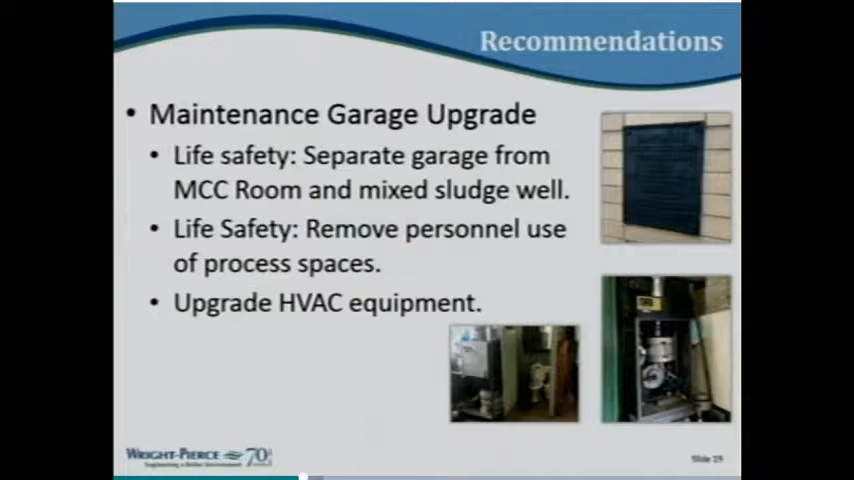 Recommendations
• Maintenance Garage Upgrade
• Life safety: Separate garage from
MCC Room and mixed sludge well.
• Life Safety: Remove personnel use
of process spaces.
• Upgrade HVAC equipment.
WRIGHT-PIERCE 70
Engineering a Better Environment
Slide 19